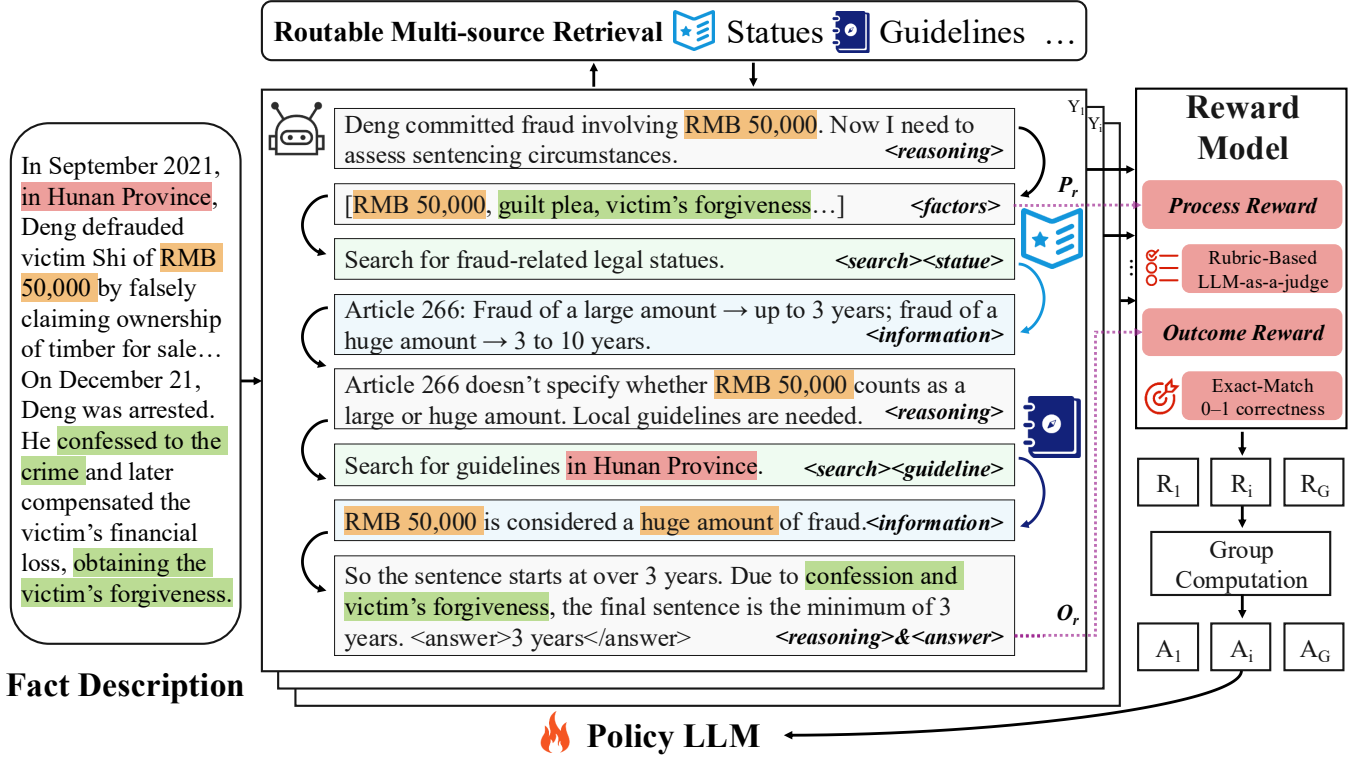 Routable Multi-source Retrieval Statues Guidelines …
In September 2021,
in Hunan Province,
Deng defrauded
victim Shi of RMB
50,000 by falsely
claiming ownership
of timber for sale…
On December 21,
Deng was arrested.
He confessed to the
crime and later
compensated the
victim’s financial
loss, obtaining the
victim’s forgiveness.
Fact Description
Deng committed fraud involving RMB 50,000. Now I need to
assess sentencing circumstances. <reasoning>
[RMB 50,000, guilt plea, victim’s forgiveness…] <factors>
Search for fraud-related legal statues. <search><statue>
Article 266: Fraud of a large amount → up to 3 years; fraud of a
huge amount → 3 to 10 years. <information>
Article 266 doesn’t specify whether RMB 50,000 counts as a
large or huge amount. Local guidelines are needed. <reasoning>
Search for guidelines in Hunan Province. <search><guideline>
RMB 50,000 is considered a huge amount of fraud. <information>
So the sentence starts at over 3 years. Due to confession and
victim’s forgiveness, the final sentence is the minimum of 3
years. <answer>3 years</answer> <reasoning>&<answer>
Y1
Yi
Pr
Or
Reward
Model
Process Reward
Rubric-Based
LLM-as-a-judge
Outcome Reward
Exact-Match
0–1 correctness
R1 Ri RG
Group
Computation
A1 Ai AG
Policy LLM